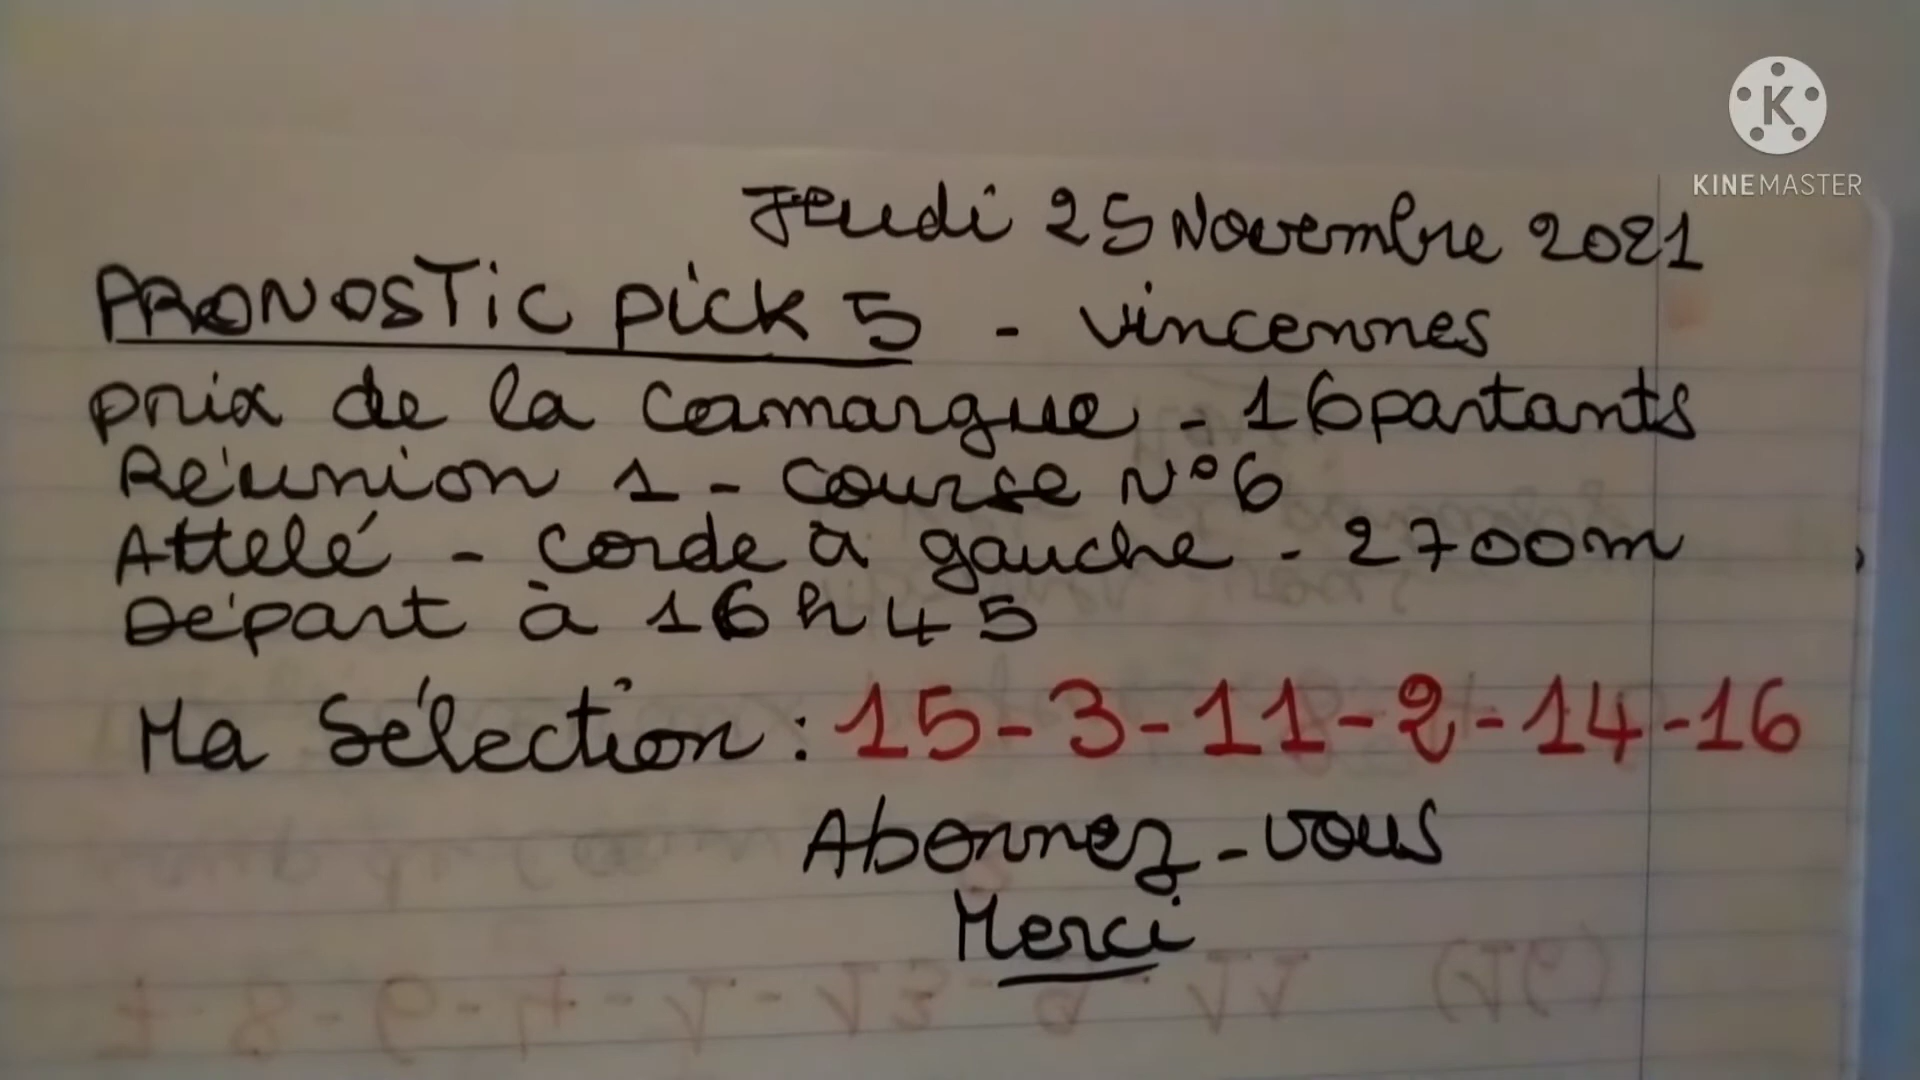 KINEMASTER
Jeudi 25 Novembre 2021
PRONOSTIC PICK 5 - Vincennes
prix de la Camargue - 16 partants
Réunion 1 - course N°6
Attelé - corde à gauche - 2700m
Départ à 16h45
Ma Sélection : 15-3-11-2-14-16
Abonnez-vous
Merci